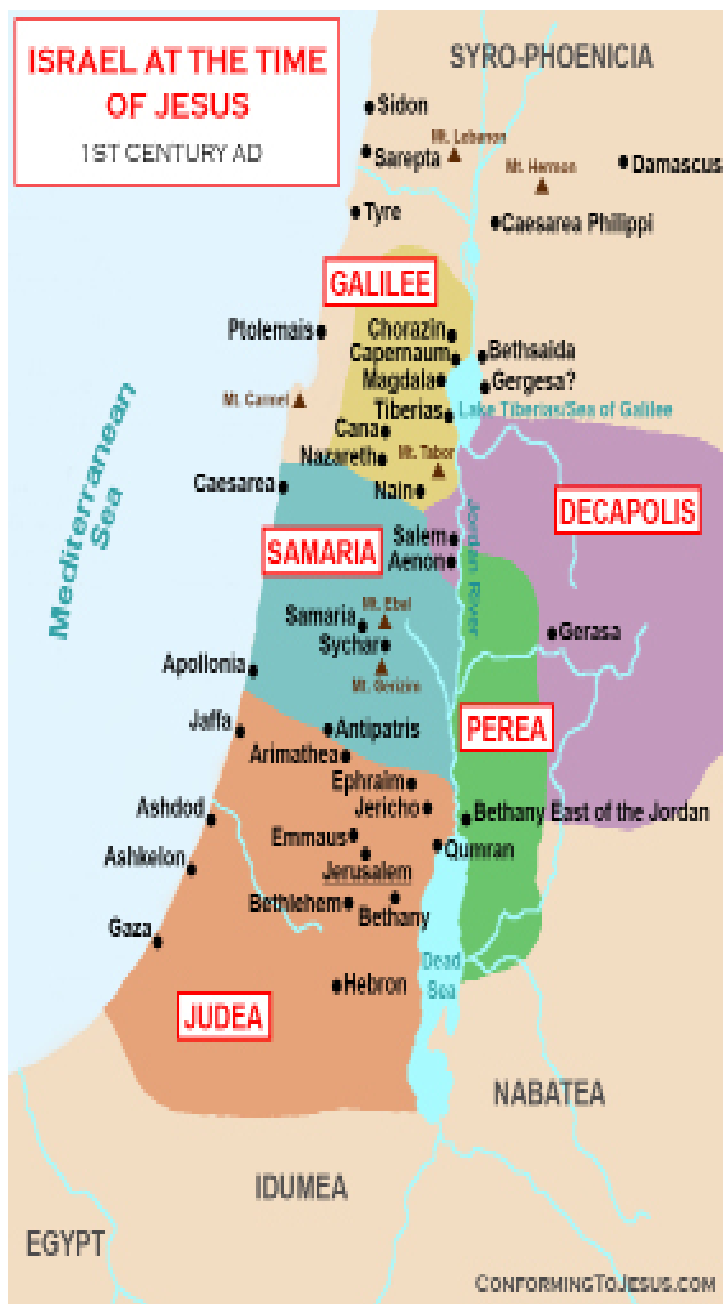 ISRAEL AT THE TIME
OF JESUS
1ST CENTURY AD
SYRO-PHOENICIA
Sidon
Mt. Lebanon
Sarepta
Mt. Hermon
Damascus
Tyre
Caesarea Philippi
GALILEE
Ptolemais
Chorazin
Capernaum
Bethsaida
Magdala
Gergesa?
Mt. Carmel
Tiberias
Lake Tiberias/Sea of Galilee
Cana
Mt. Tabor
Nazareth
Mediterranean
Sea
Caesarea
Nain
DECAPOLIS
Jordan River
Salem
SAMARIA
Aenon
Mt. Ebal
Samaria
Gerasa
Sychar
Apollonia
Mt. Gerizim
Jaffa
Antipatris
PEREA
Arimathea
Ephraim
Jericho
Ashdod
Bethany East of the Jordan
Emmaus
Qumran
Ashkelon
Jerusalem
Bethlehem
Bethany
Gaza
Dead
Sea
Hebron
JUDEA
NABATEA
IDUMEA
EGYPT
CONFORMINGTOJESUS.COM